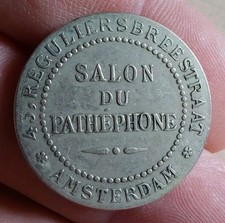 43, REGULIERSBREESTRAAT
SALON
DU
PATHÉPHONE
AMSTERDAM